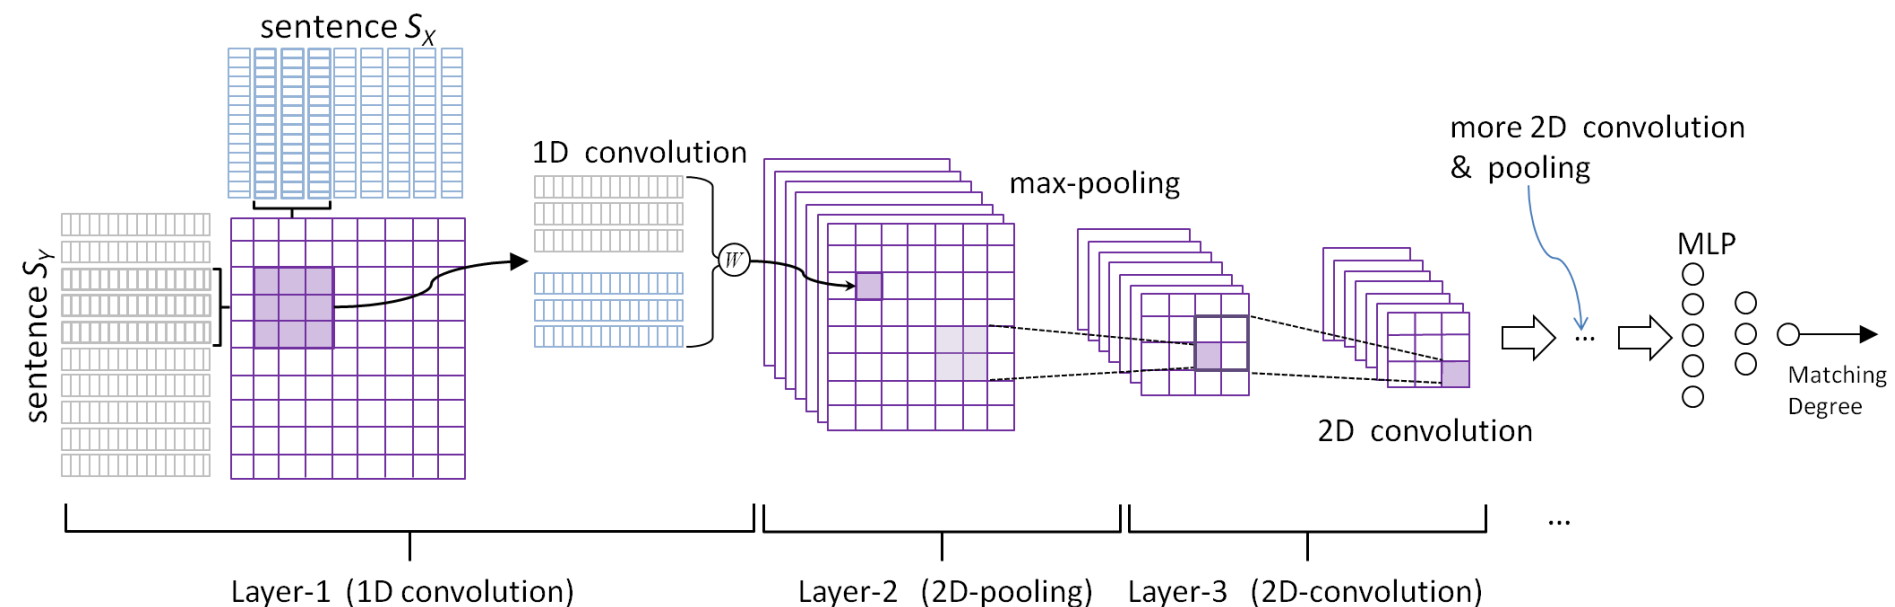 sentence S_X
sentence S_Y
1D convolution
W
max-pooling
2D convolution
more 2D convolution
& pooling
...
MLP
Matching
Degree
Layer-1 (1D convolution)
Layer-2 (2D-pooling)
Layer-3 (2D-convolution)
...